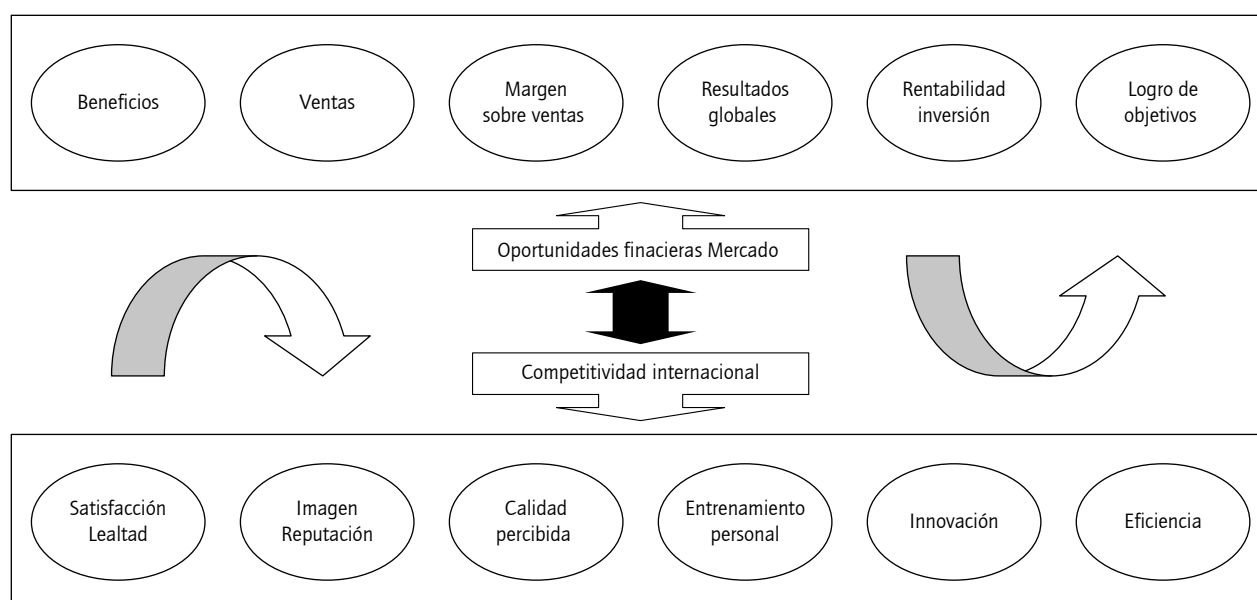 Beneficios
Ventas
Margen
sobre ventas
Resultados
globales
Rentabilidad
inversión
Logro de
objetivos
Oportunidades finacieras Mercado
Competitividad internacional
Satisfacción
Lealtad
Imagen
Reputación
Calidad
percibida
Entrenamiento
personal
Innovación
Eficiencia